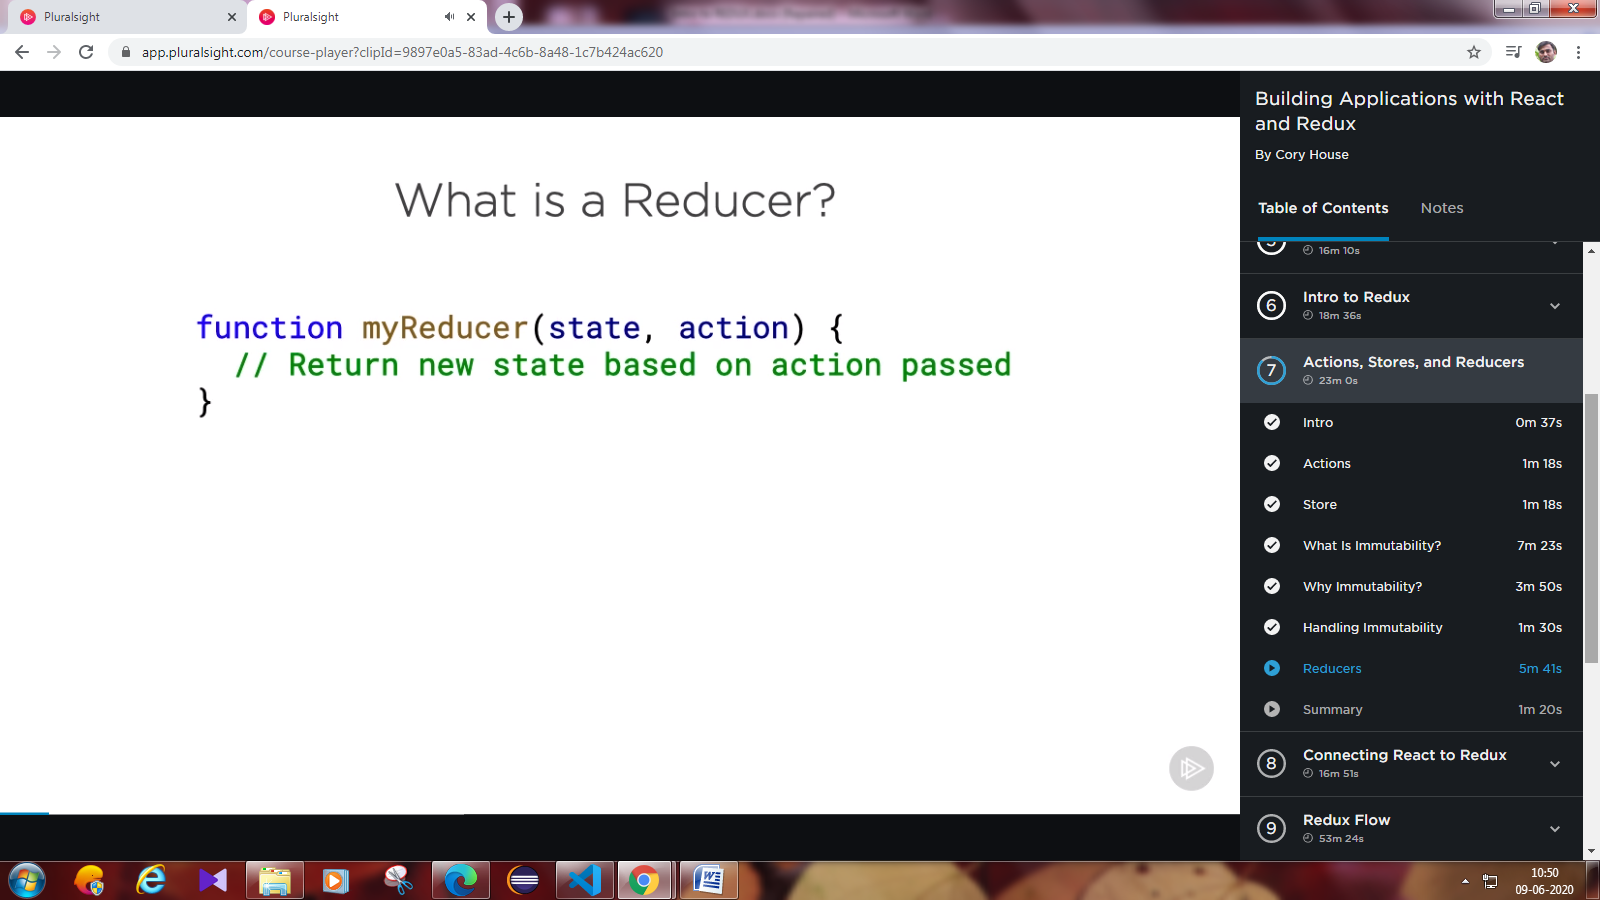 Pluralsight
Pluralsight
app.pluralsight.com/course-player?clipId=9897e0a5-83ad-4c6b-8a48-1c7b424ac620
What is a Reducer?
function myReducer(state, action) {
// Return new state based on action passed
}
Building Applications with React
and Redux
By Cory House
Table of Contents
Notes
16m 10s
6
Intro to Redux
18m 36s
7
Actions, Stores, and Reducers
23m 0s
Intro 0m 37s
Actions 1m 18s
Store 1m 18s
What Is Immutability? 7m 23s
Why Immutability? 3m 50s
Handling Immutability 1m 30s
Reducers 5m 41s
Summary 1m 20s
8
Connecting React to Redux
16m 51s
9
Redux Flow
53m 24s
10:50
09-06-2020